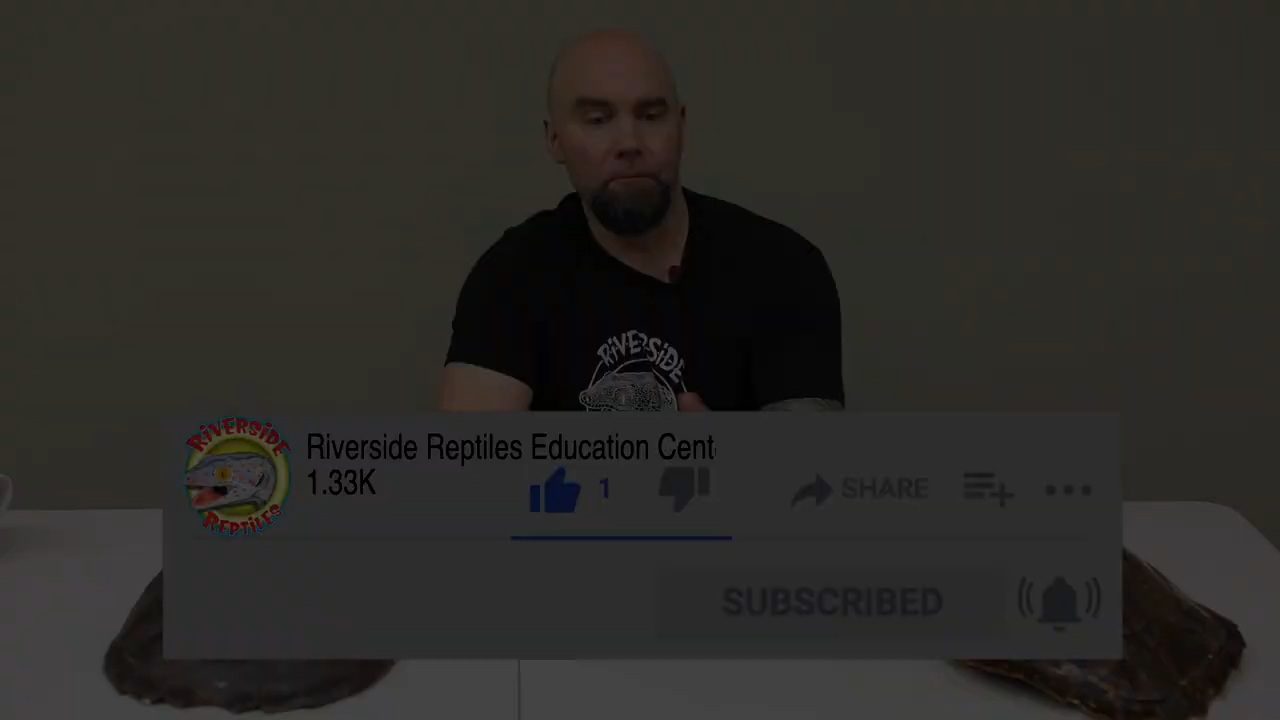 RiVERSiDE
RiVERSiDE
REPTiLES
Riverside Reptiles Education Cent
1.33K
1
SHARE
SUBSCRIBED